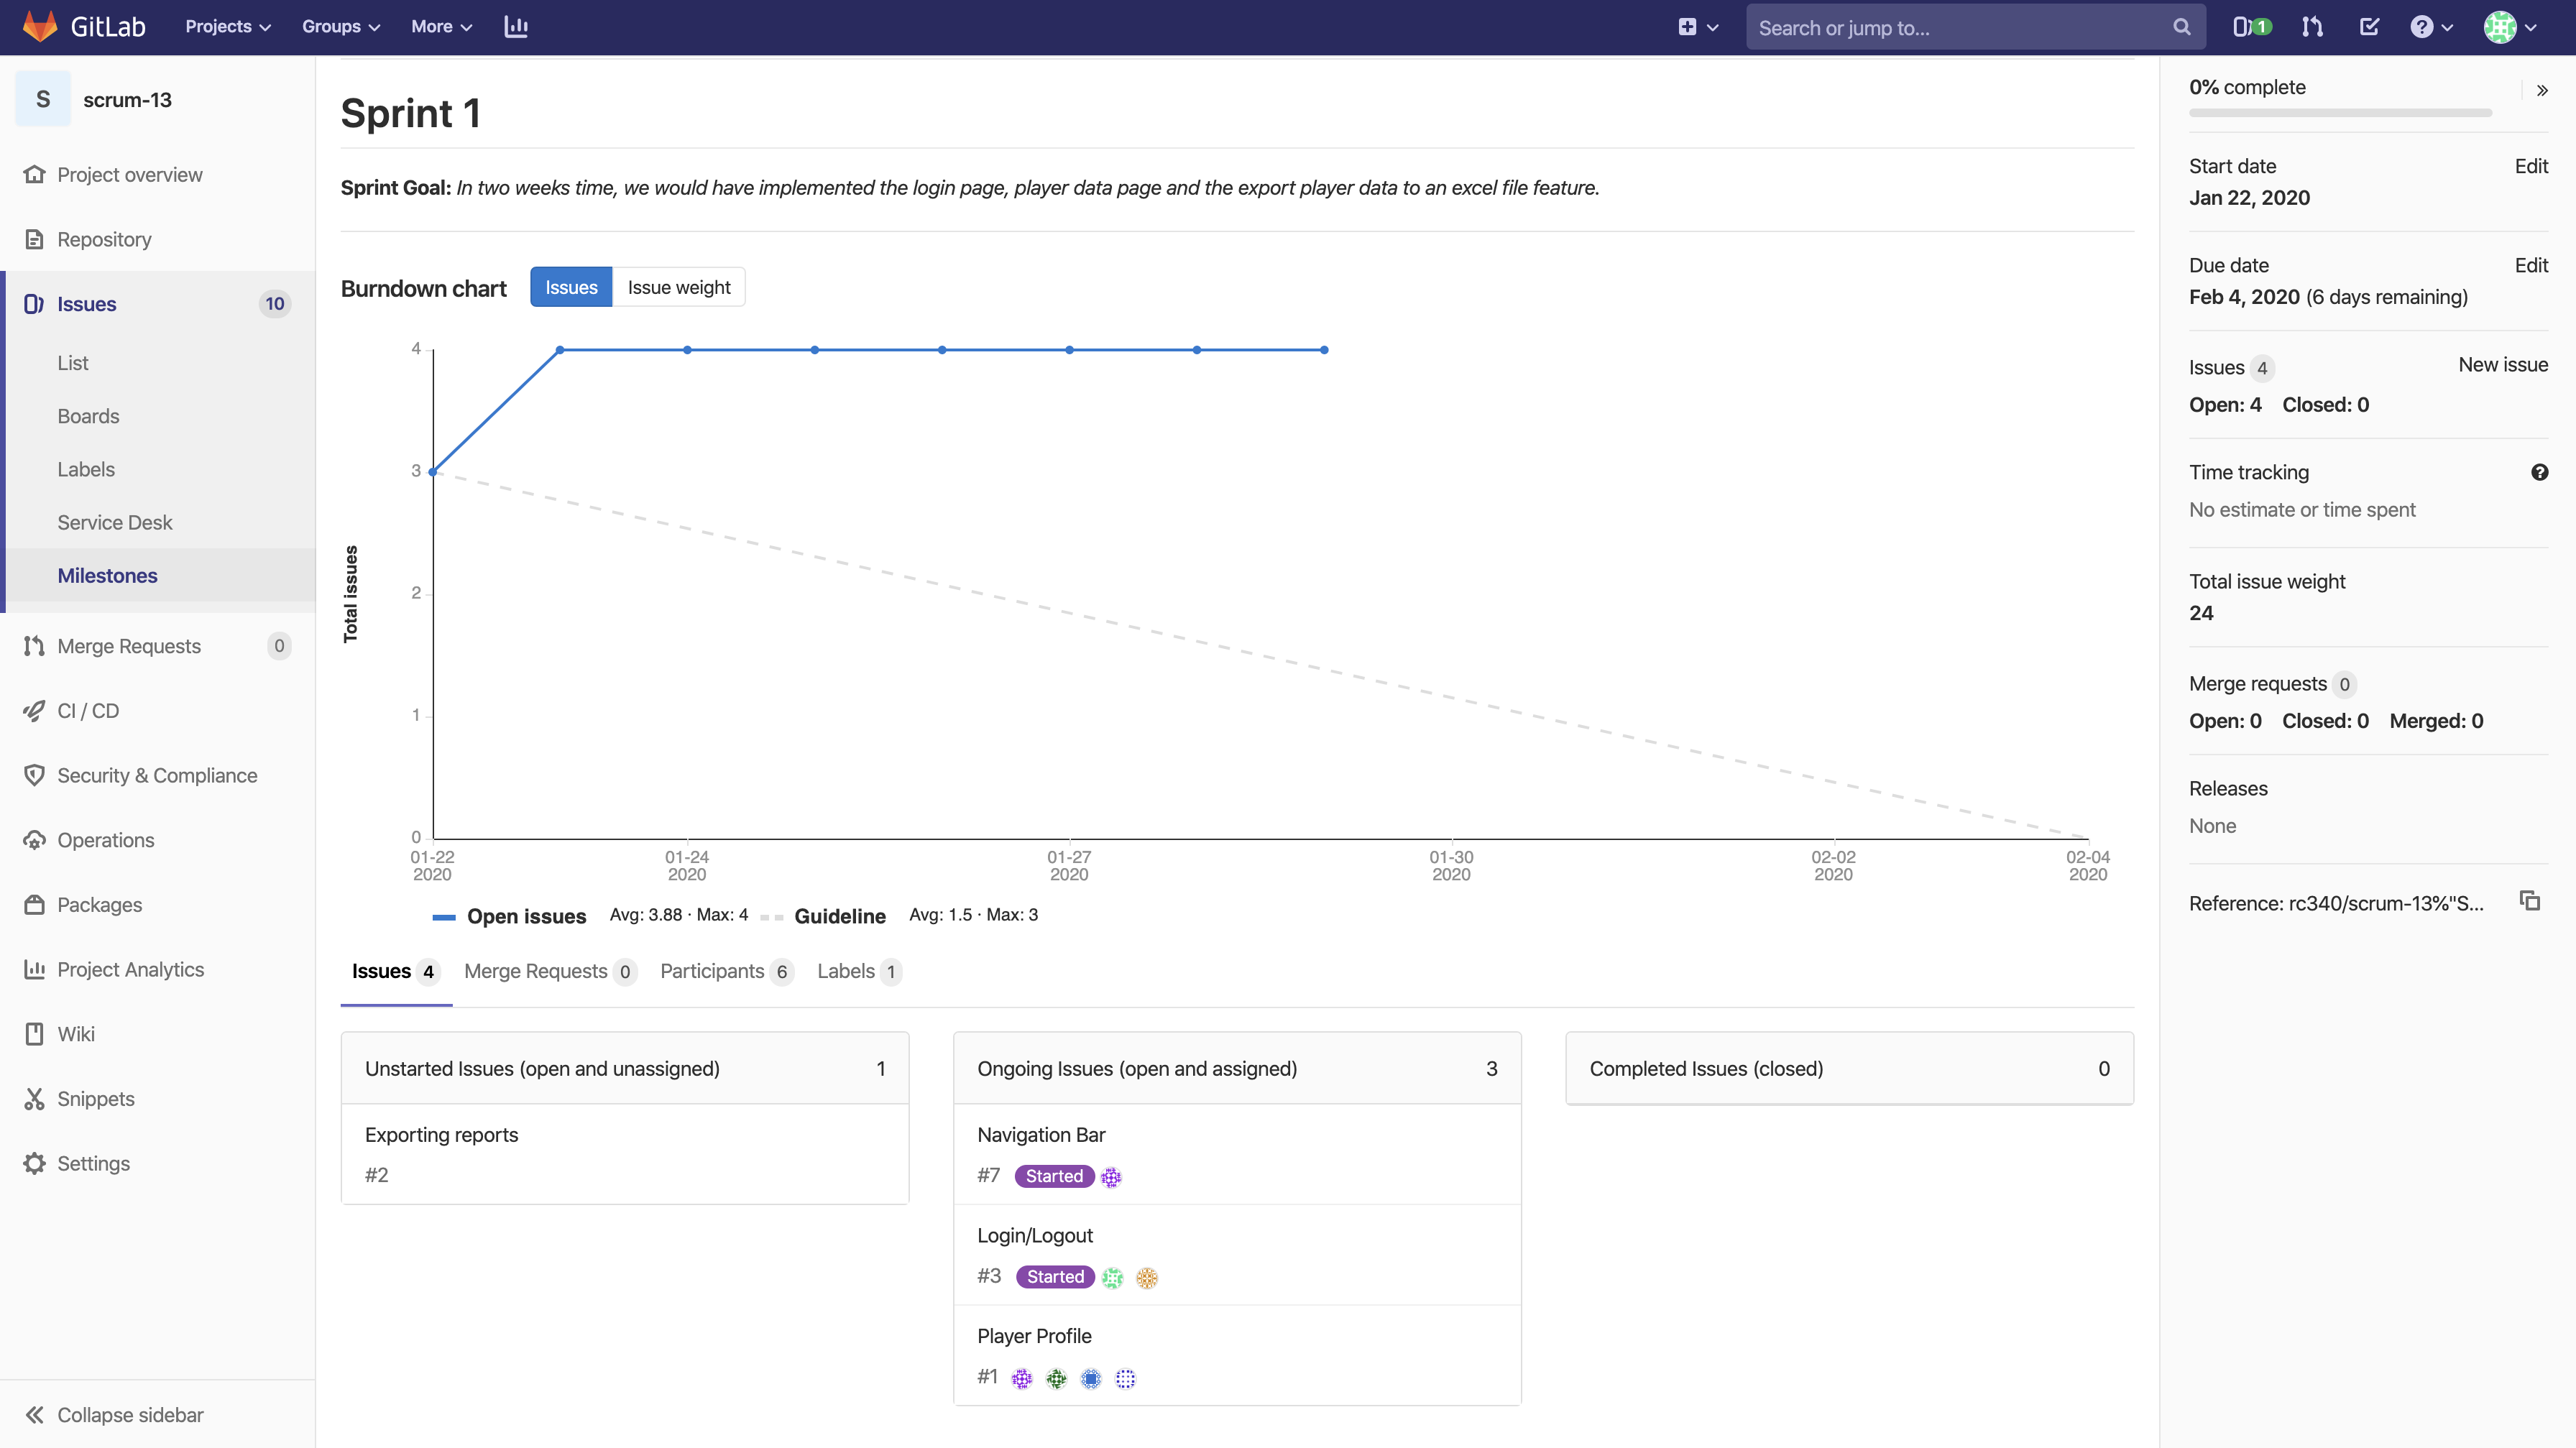 GitLab Projects Groups More Search or jump to... 1
S scrum-13
Project overview
Repository
Issues 10
List
Boards
Labels
Service Desk
Milestones
Merge Requests 0
CI / CD
Security & Compliance
Operations
Packages
Project Analytics
Wiki
Snippets
Settings
Collapse sidebar
Sprint 1
Sprint Goal: In two weeks time, we would have implemented the login page, player data page and the export player data to an excel file feature.
Burndown chart Issues Issue weight
Total issues
4
3
2
1
0
01-22 01-24 01-27 01-30 02-02 02-04
2020 2020 2020 2020 2020 2020
Open issues Avg: 3.88 · Max: 4 Guideline Avg: 1.5 · Max: 3
Issues 4 Merge Requests 0 Participants 6 Labels 1
Unstarted Issues (open and unassigned) 1
Exporting reports
#2
Ongoing Issues (open and assigned) 3
Navigation Bar
#7 Started
Login/Logout
#3 Started
Player Profile
#1
Completed Issues (closed) 0
0% complete
Start date Edit
Jan 22, 2020
Due date Edit
Feb 4, 2020 (6 days remaining)
Issues 4 New issue
Open: 4 Closed: 0
Time tracking
No estimate or time spent
Total issue weight
24
Merge requests 0
Open: 0 Closed: 0 Merged: 0
Releases
None
Reference: rc340/scrum-13%"S...